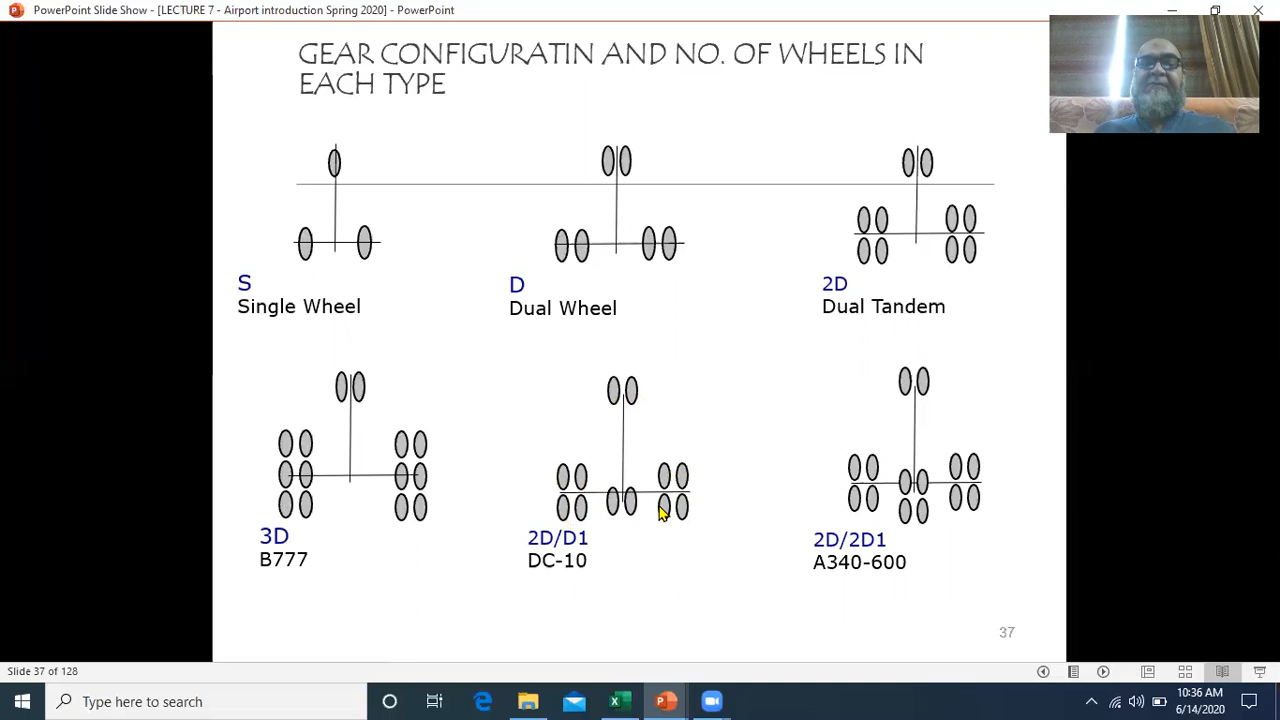 PowerPoint Slide Show - [LECTURE 7 - Airport introduction Spring 2020] - PowerPoint
GEAR CONFIGURATIN AND NO. OF WHEELS IN
EACH TYPE
S
Single Wheel
D
Dual Wheel
2D
Dual Tandem
3D
B777
2D/D1
DC-10
2D/2D1
A340-600
37
Slide 37 of 128
Type here to search
10:36 AM
6/14/2020